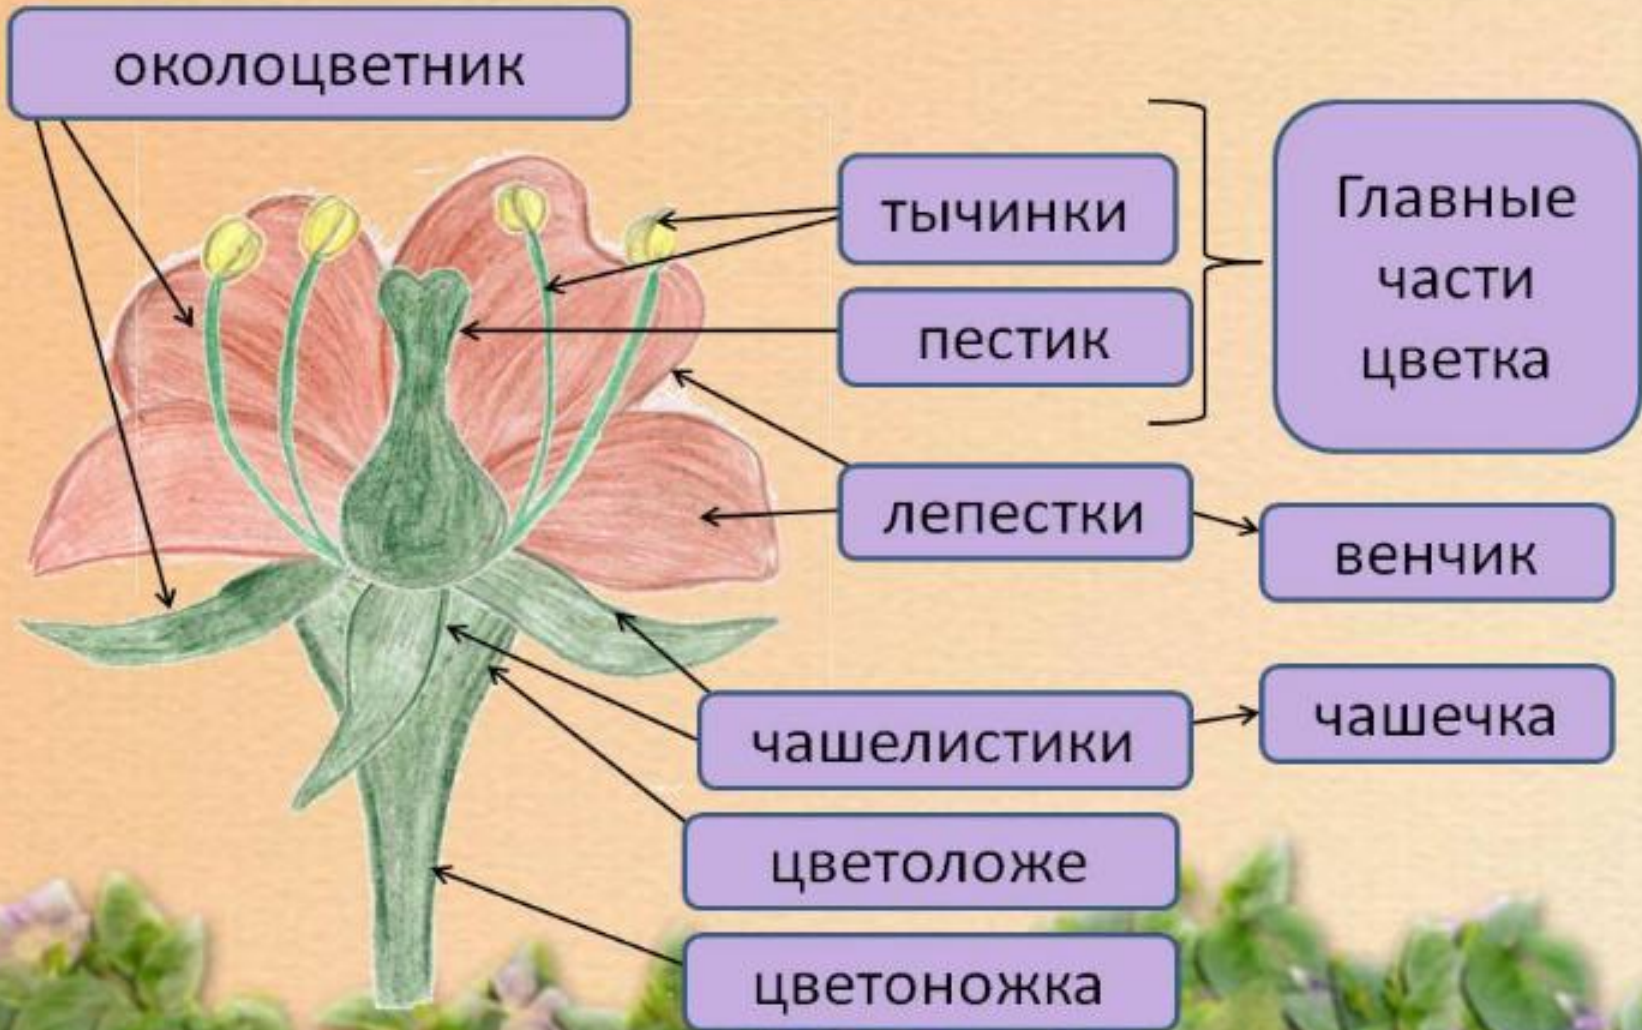 околоцветник
тычинки
пестик
Главные
части
цветка
лепестки
венчик
чашелистики
чашечка
цветоложе
цветоножка